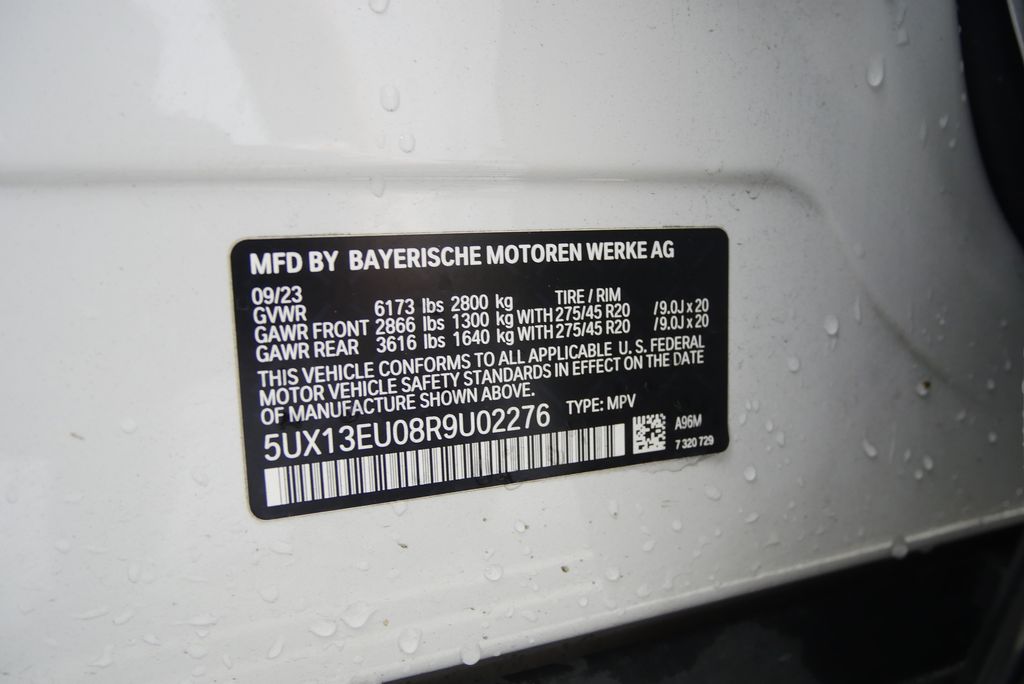 MFD BY BAYERISCHE MOTOREN WERKE AG
09/23 TIRE / RIM
GVWR 6173 lbs 2800 kg
GAWR FRONT 2866 lbs 1300 kg WITH 275/45 R20 / 9.0J x 20
GAWR REAR 3616 lbs 1640 kg WITH 275/45 R20 / 9.0J x 20
THIS VEHICLE CONFORMS TO ALL APPLICABLE U. S. FEDERAL
MOTOR VEHICLE SAFETY STANDARDS IN EFFECT ON THE DATE
OF MANUFACTURE SHOWN ABOVE.
5UX13EU08R9U02276 TYPE: MPV
A96M
7 320 729